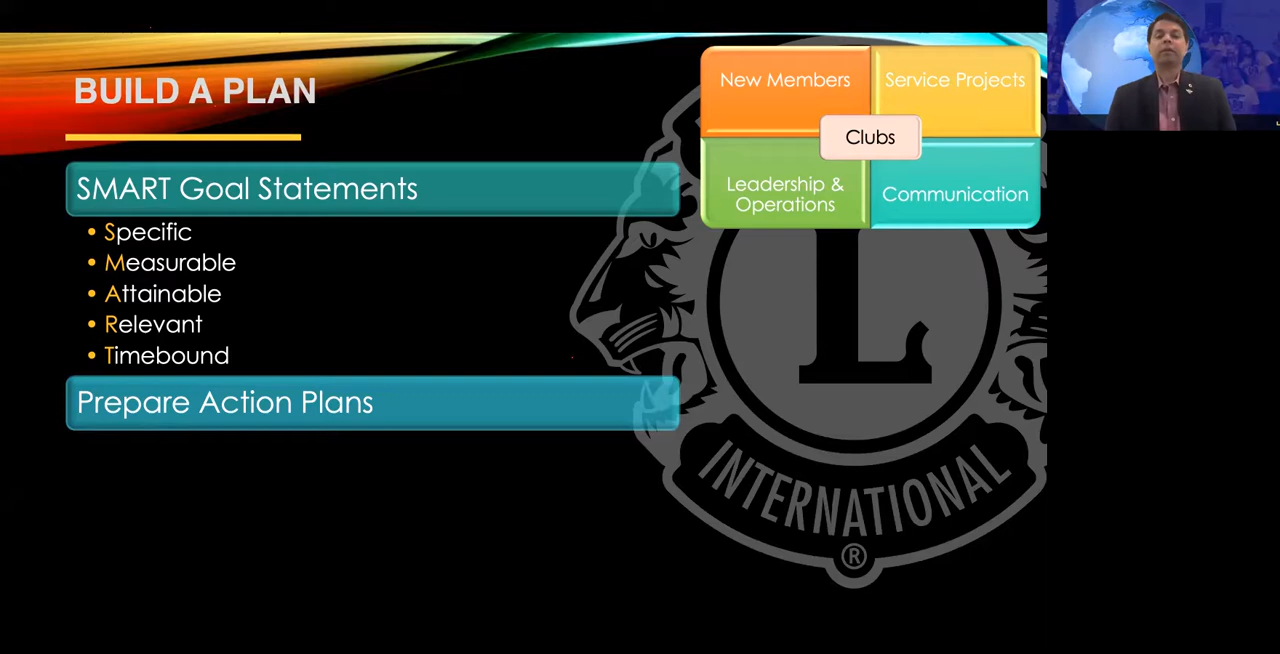 BUILD A PLAN
SMART Goal Statements
• Specific
• Measurable
• Attainable
• Relevant
• Timebound
Prepare Action Plans
New Members
Service Projects
Clubs
Leadership &
Operations
Communication
L
INTERNATIONAL
®